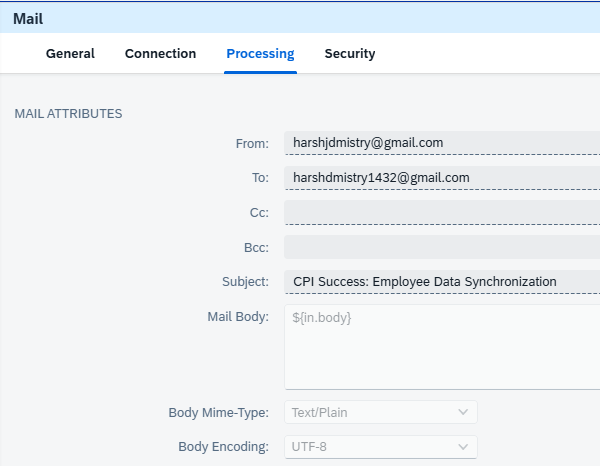 Mail
General Connection Processing Security
MAIL ATTRIBUTES
From: harshjdmistry@gmail.com
To: harshdmistry1432@gmail.com
Cc:
Bcc:
Subject: CPI Success: Employee Data Synchronization
Mail Body: ${in.body}
Body Mime-Type: Text/Plain
Body Encoding: UTF-8